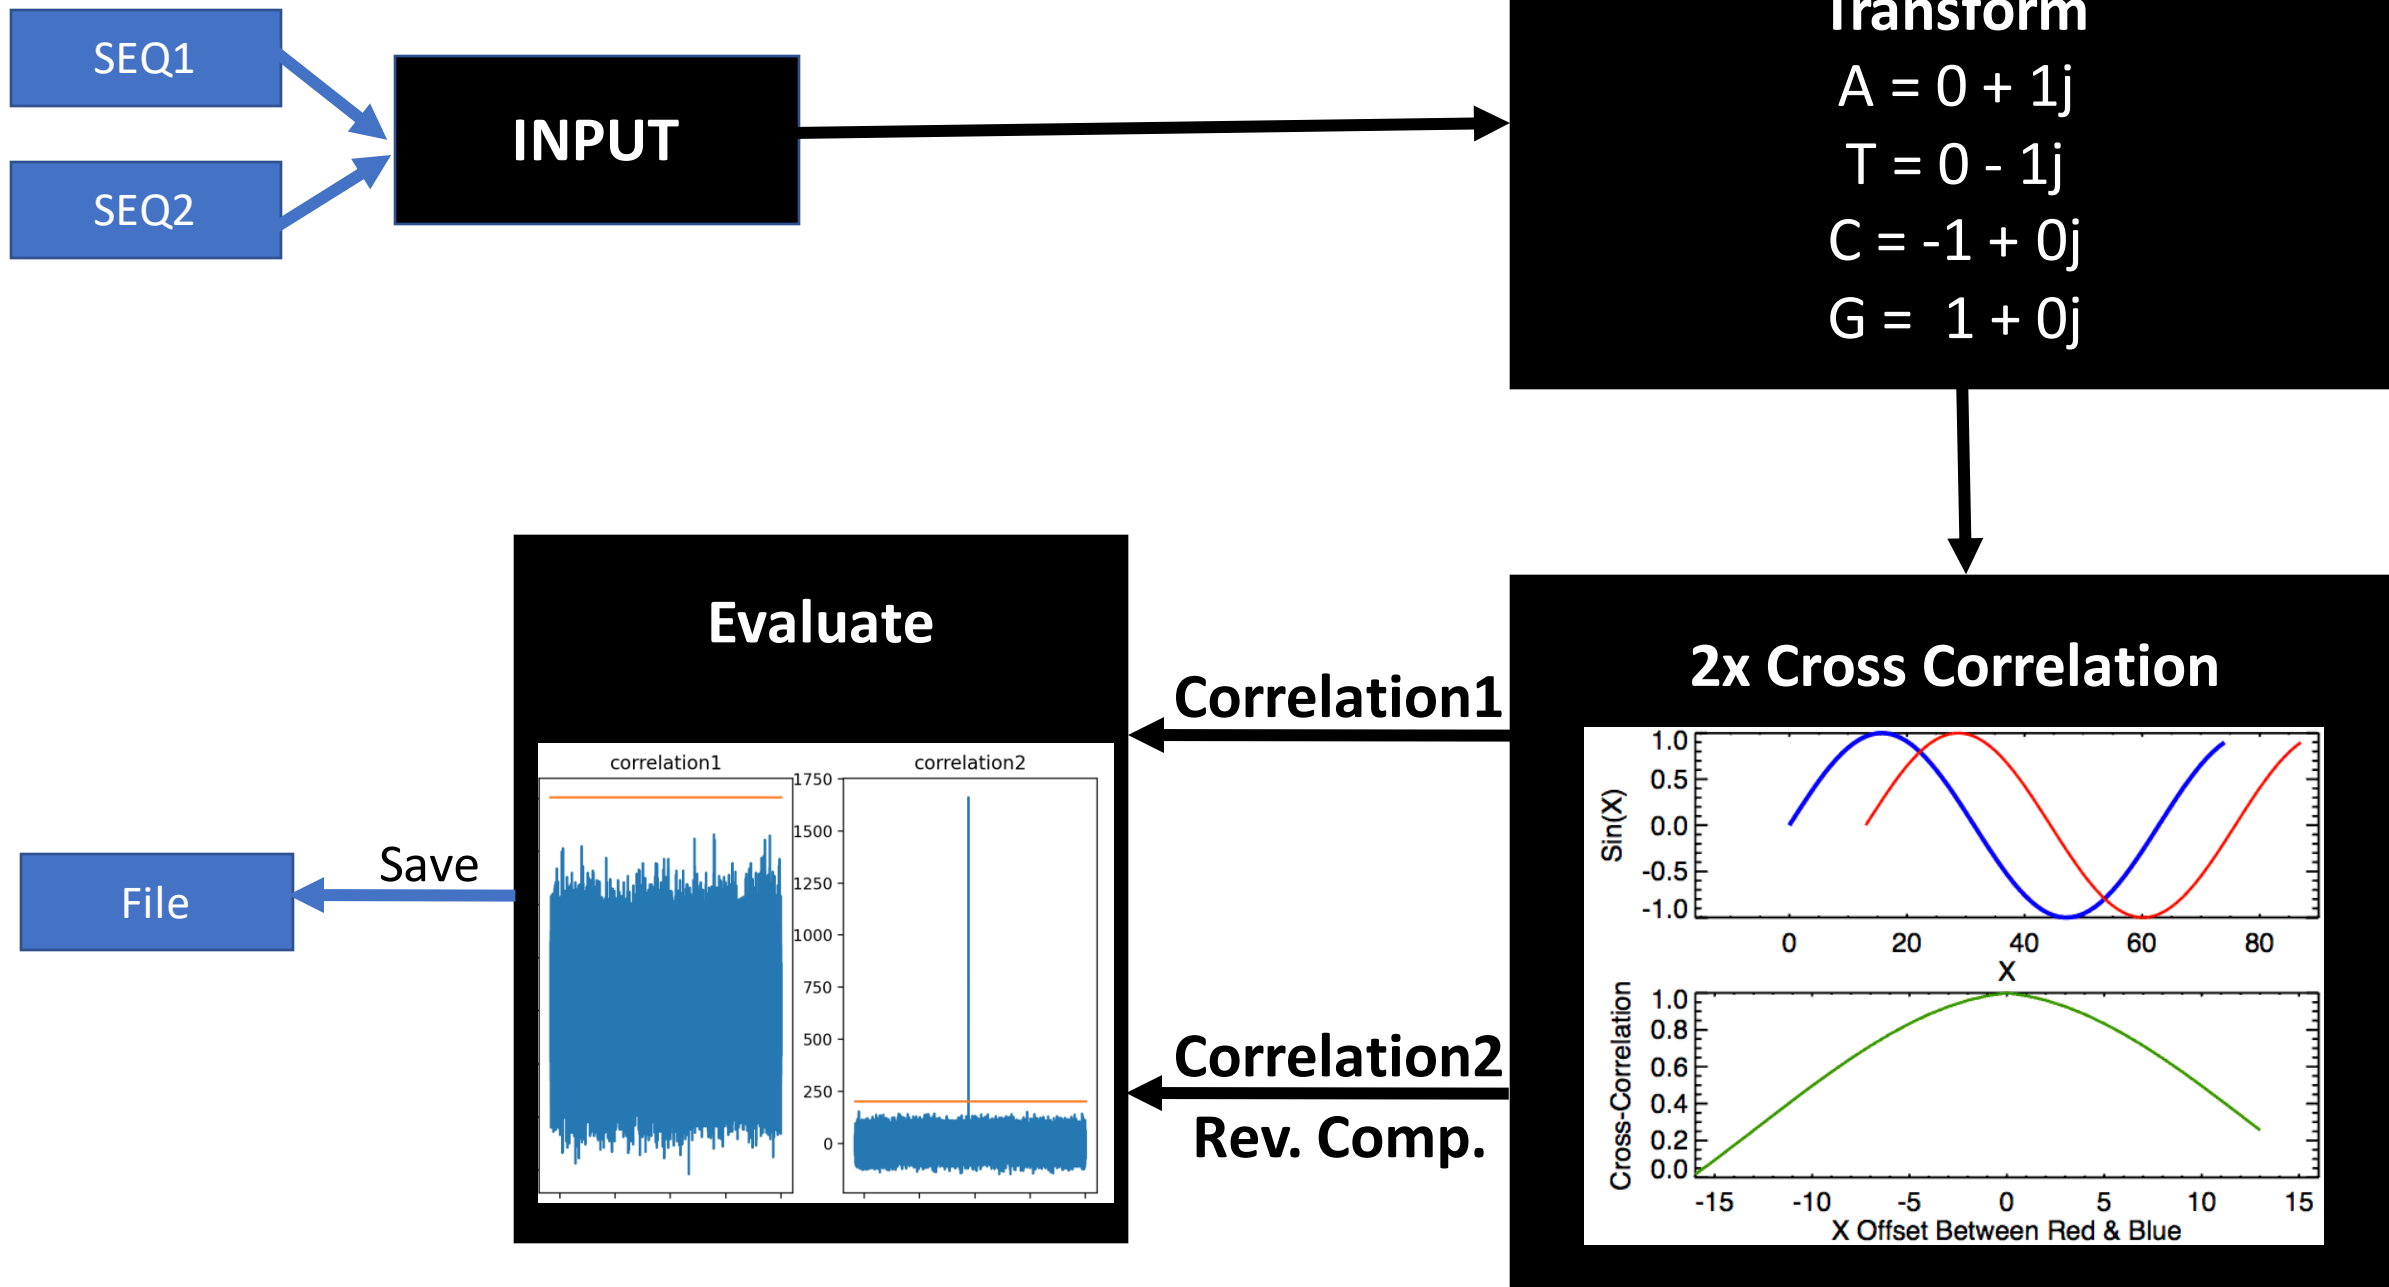 SEQ1
SEQ2
INPUT
Transform
A = 0 + 1j
T = 0 - 1j
C = -1 + 0j
G =  1 + 0j
Evaluate
correlation1
correlation2
1750
1500
1250
1000
750
500
250
0
Save
File
Correlation1
Correlation2
Rev. Comp.
2x Cross Correlation
Sin(X)
1.0
0.5
0.0
-0.5
-1.0
0 20 40 60 80
X
Cross-Correlation
1.0
0.8
0.6
0.4
0.2
0.0
-15 -10 -5 0 5 10 15
X Offset Between Red & Blue